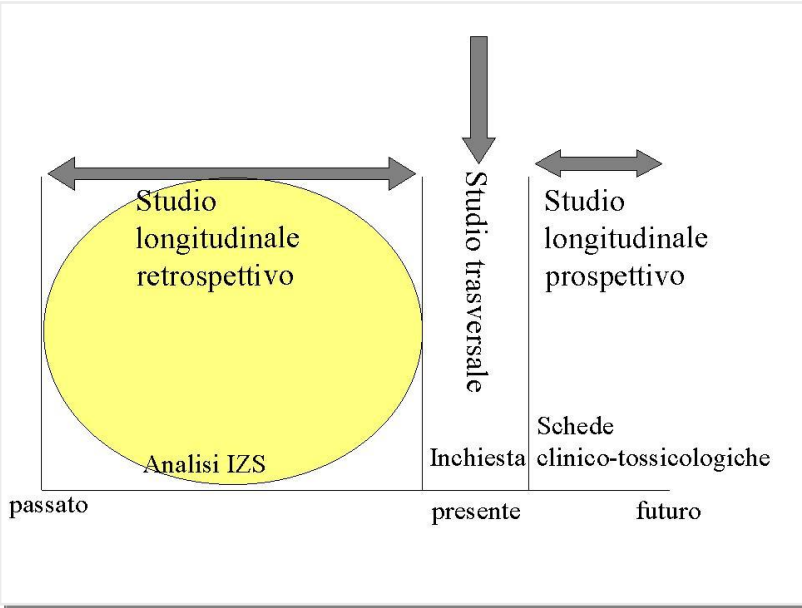 Studio
longitudinale
retrospettivo
Analisi IZS
Studio trasversale
Inchiesta
Studio
longitudinale
prospettivo
Schede
clinico-tossicologiche
passato
presente
futuro